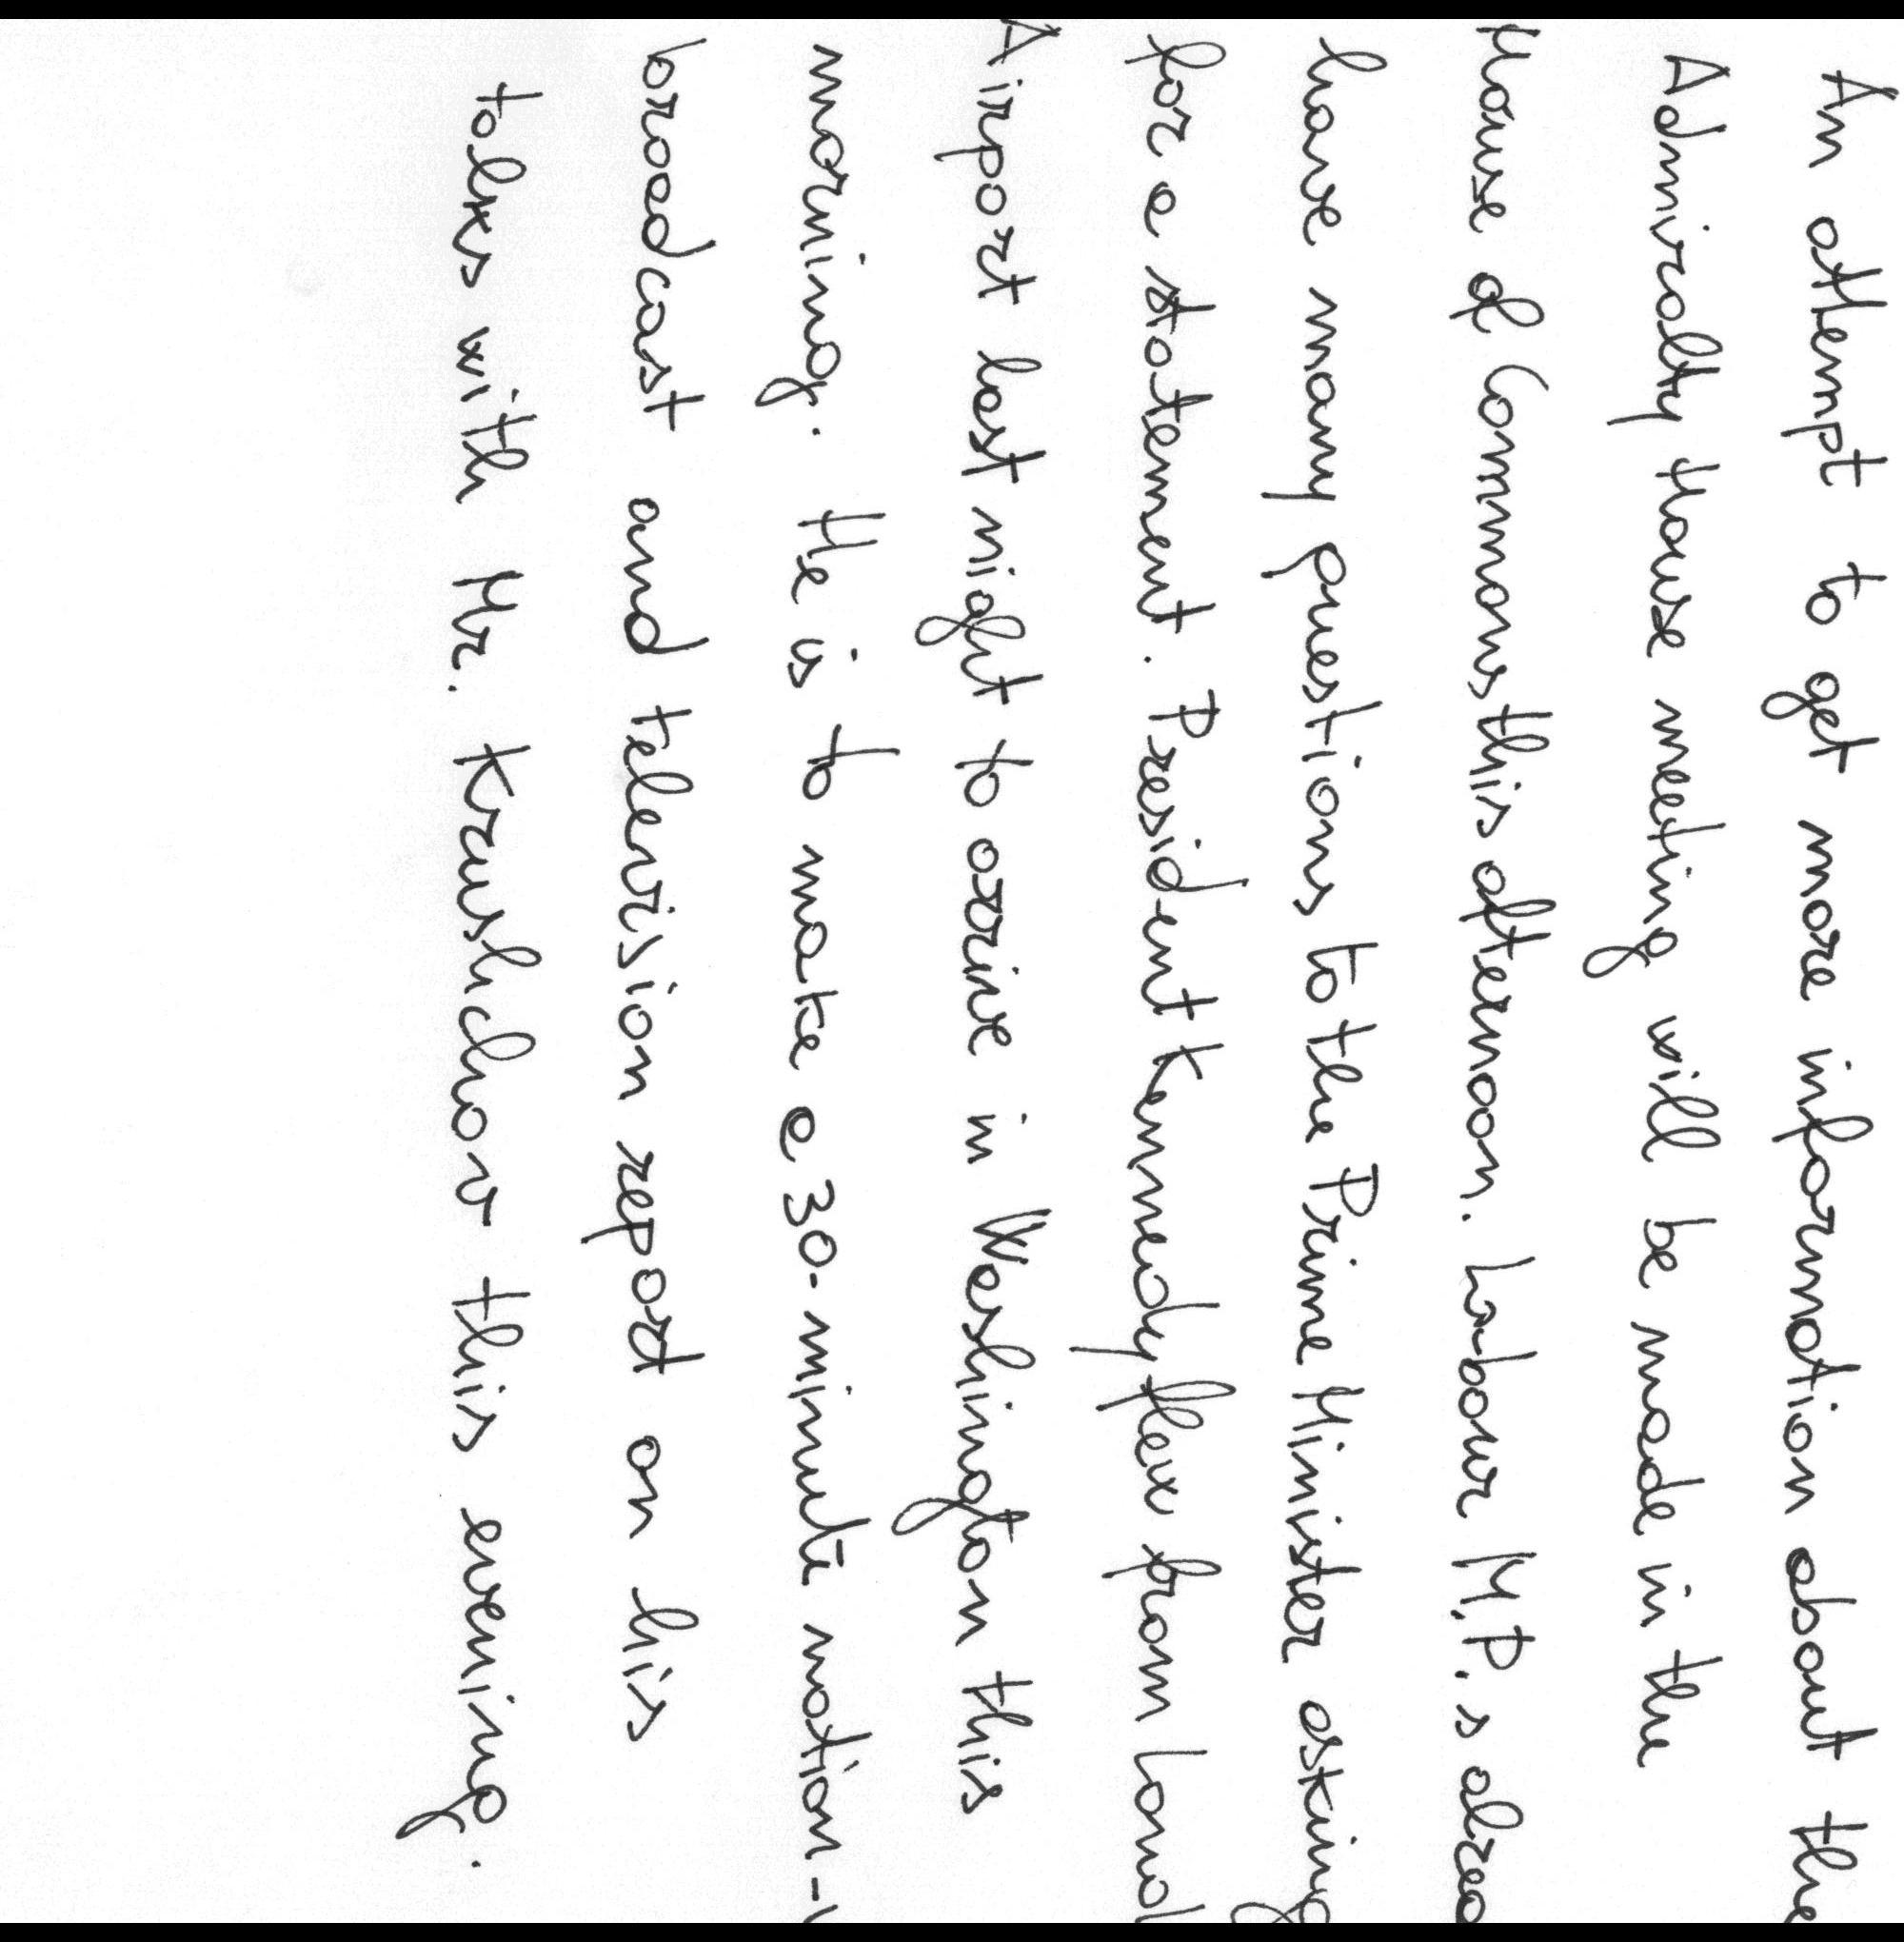 An attempt to get more information about the
Admiralty House meeting will be made in the
House of Commons this afternoon. Labour M.P.s alrea
have many questions to the Prime Minister asking
for a statement. President Kennedy flew from Lond
Airport last night to arrive in Washington this
morning. He is to make a 30-minute nation-
broadcast and television report on his
talks with Mr. Krushchov this evening.